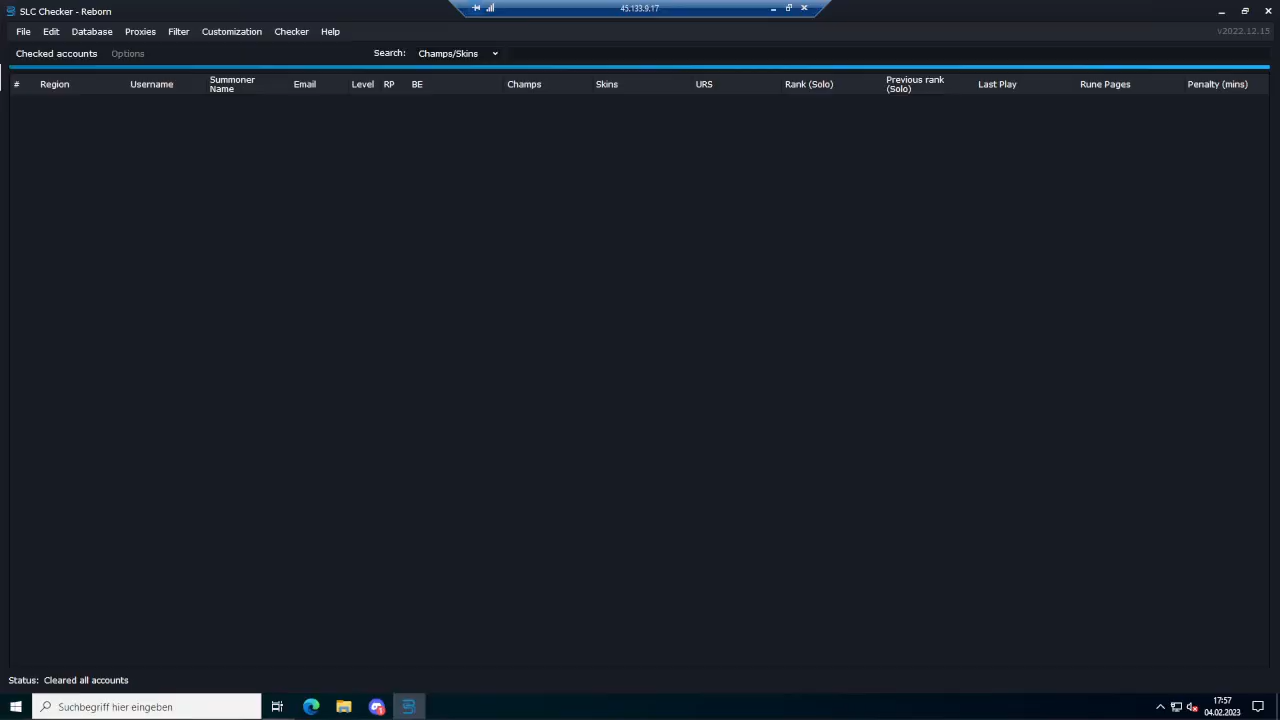 SLC Checker - Reborn
45.133.9.17
File Edit Database Proxies Filter Customization Checker Help
v2022.12.15
Checked accounts Options Search: Champs/Skins
# Region Username Summoner Name Email Level RP BE Champs Skins URS Rank (Solo) Previous rank (Solo) Last Play Rune Pages Penalty (mins)
Status: Cleared all accounts
Suchbegriff hier eingeben
17:57
04.02.2023